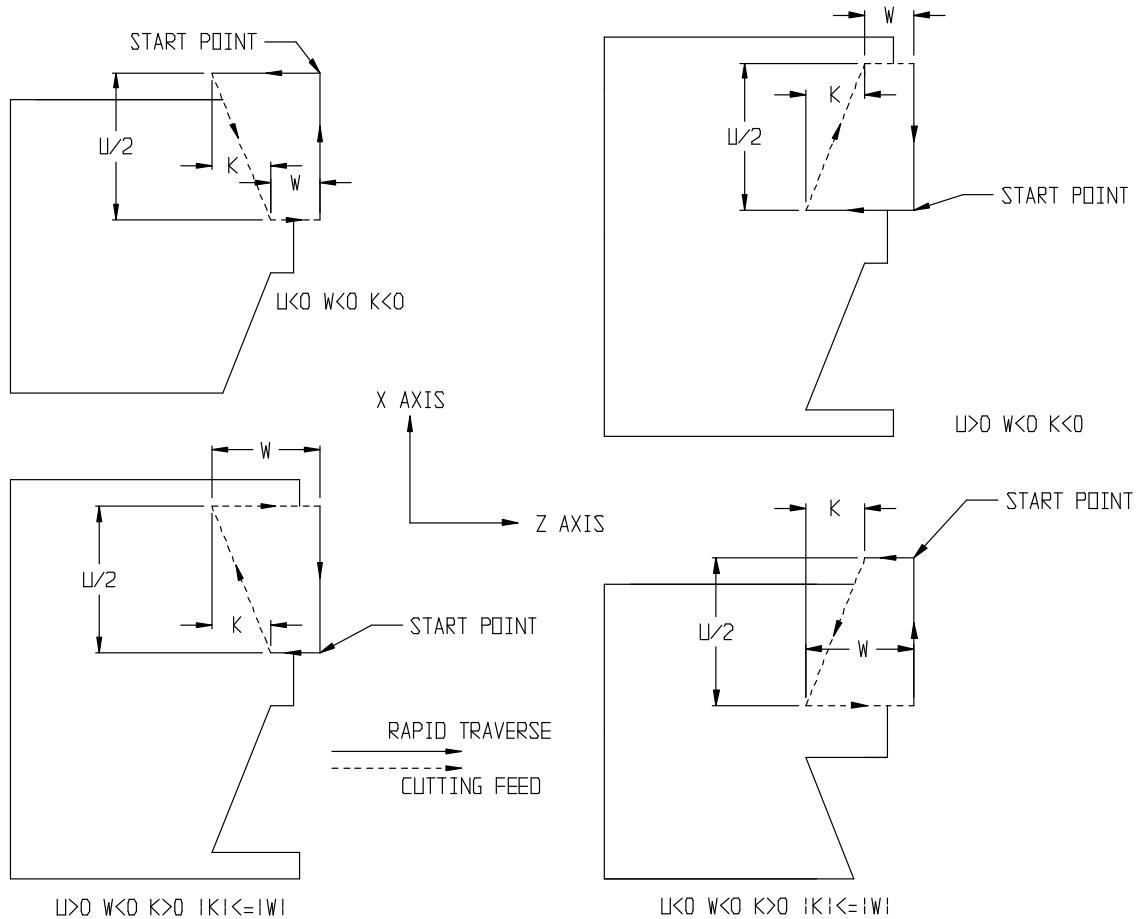 START POINT
U/2
K
W
U<0 W<0 K<0
W
K
U/2
START POINT
U>0 W<0 K<0
X AXIS
Z AXIS
W
U/2
K
START POINT
RAPID TRAVERSE
CUTTING FEED
U>0 W<0 K>0 |K|<=|W|
K
START POINT
U/2
W
U<0 W<0 K>0 |K|<=|W|